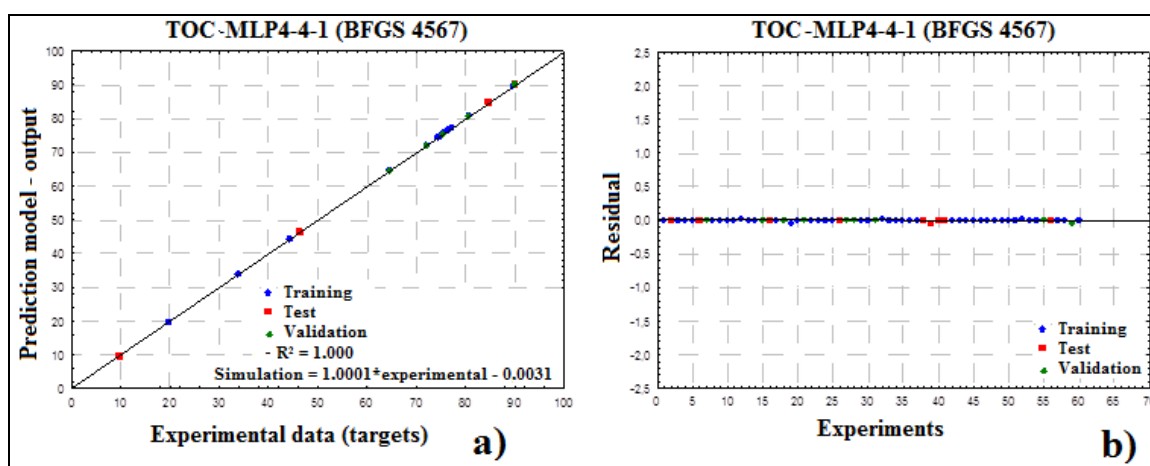 TOC -MLP4-4-1 (BFGS 4567)
Prediction model - output
100
90
80
70
60
50
40
30
20
10
0
Training
Test
Validation
- R² = 1.000
Simulation = 1.0001*experimental - 0.0031
0 10 20 30 40 50 60 70 80 90 100
Experimental data (targets)
a)
TOC -MLP4-4-1 (BFGS 4567)
Residual
2.5
2.0
1.5
1.0
0.5
0.0
-0.5
-1.0
-1.5
-2.0
-2.5
Training
Test
Validation
0 5 10 15 20 25 30 35 40 45 50 55 60 65 70
Experiments
b)